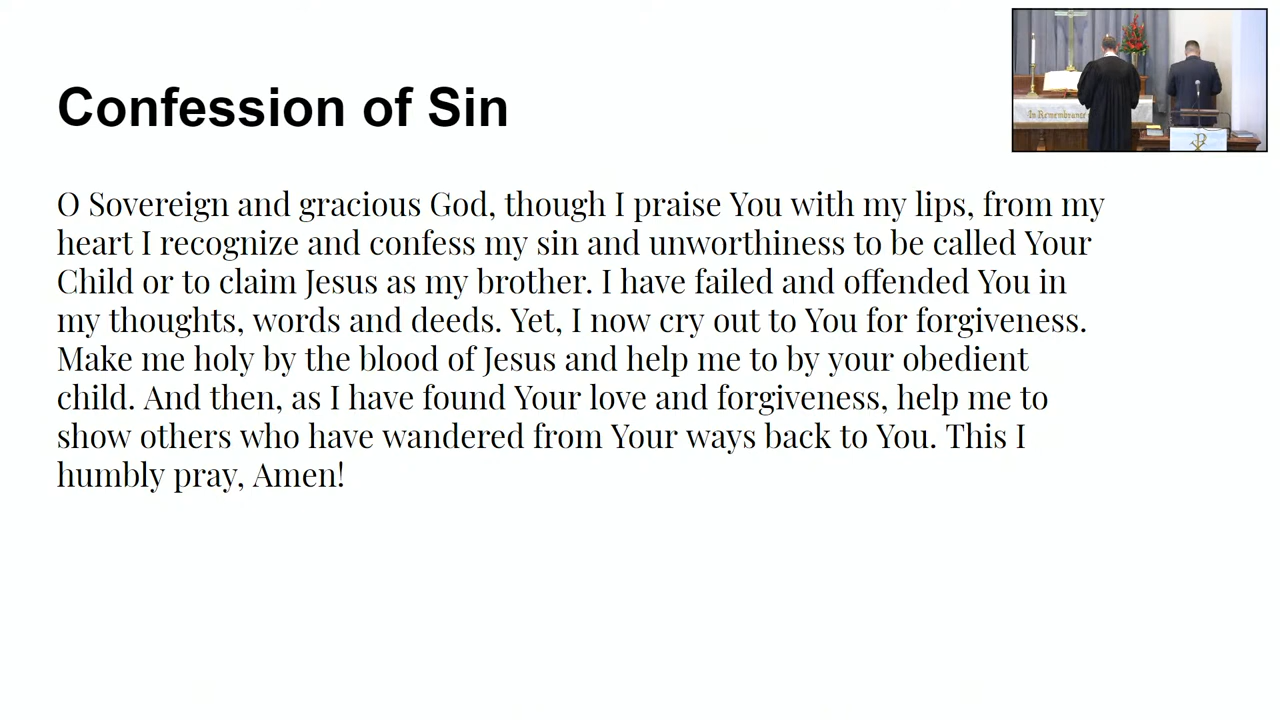 Confession of Sin
In Remembrance
O Sovereign and gracious God, though I praise You with my lips, from my
heart I recognize and confess my sin and unworthiness to be called Your
Child or to claim Jesus as my brother. I have failed and offended You in
my thoughts, words and deeds. Yet, I now cry out to You for forgiveness.
Make me holy by the blood of Jesus and help me to by your obedient
child. And then, as I have found Your love and forgiveness, help me to
show others who have wandered from Your ways back to You. This I
humbly pray, Amen!